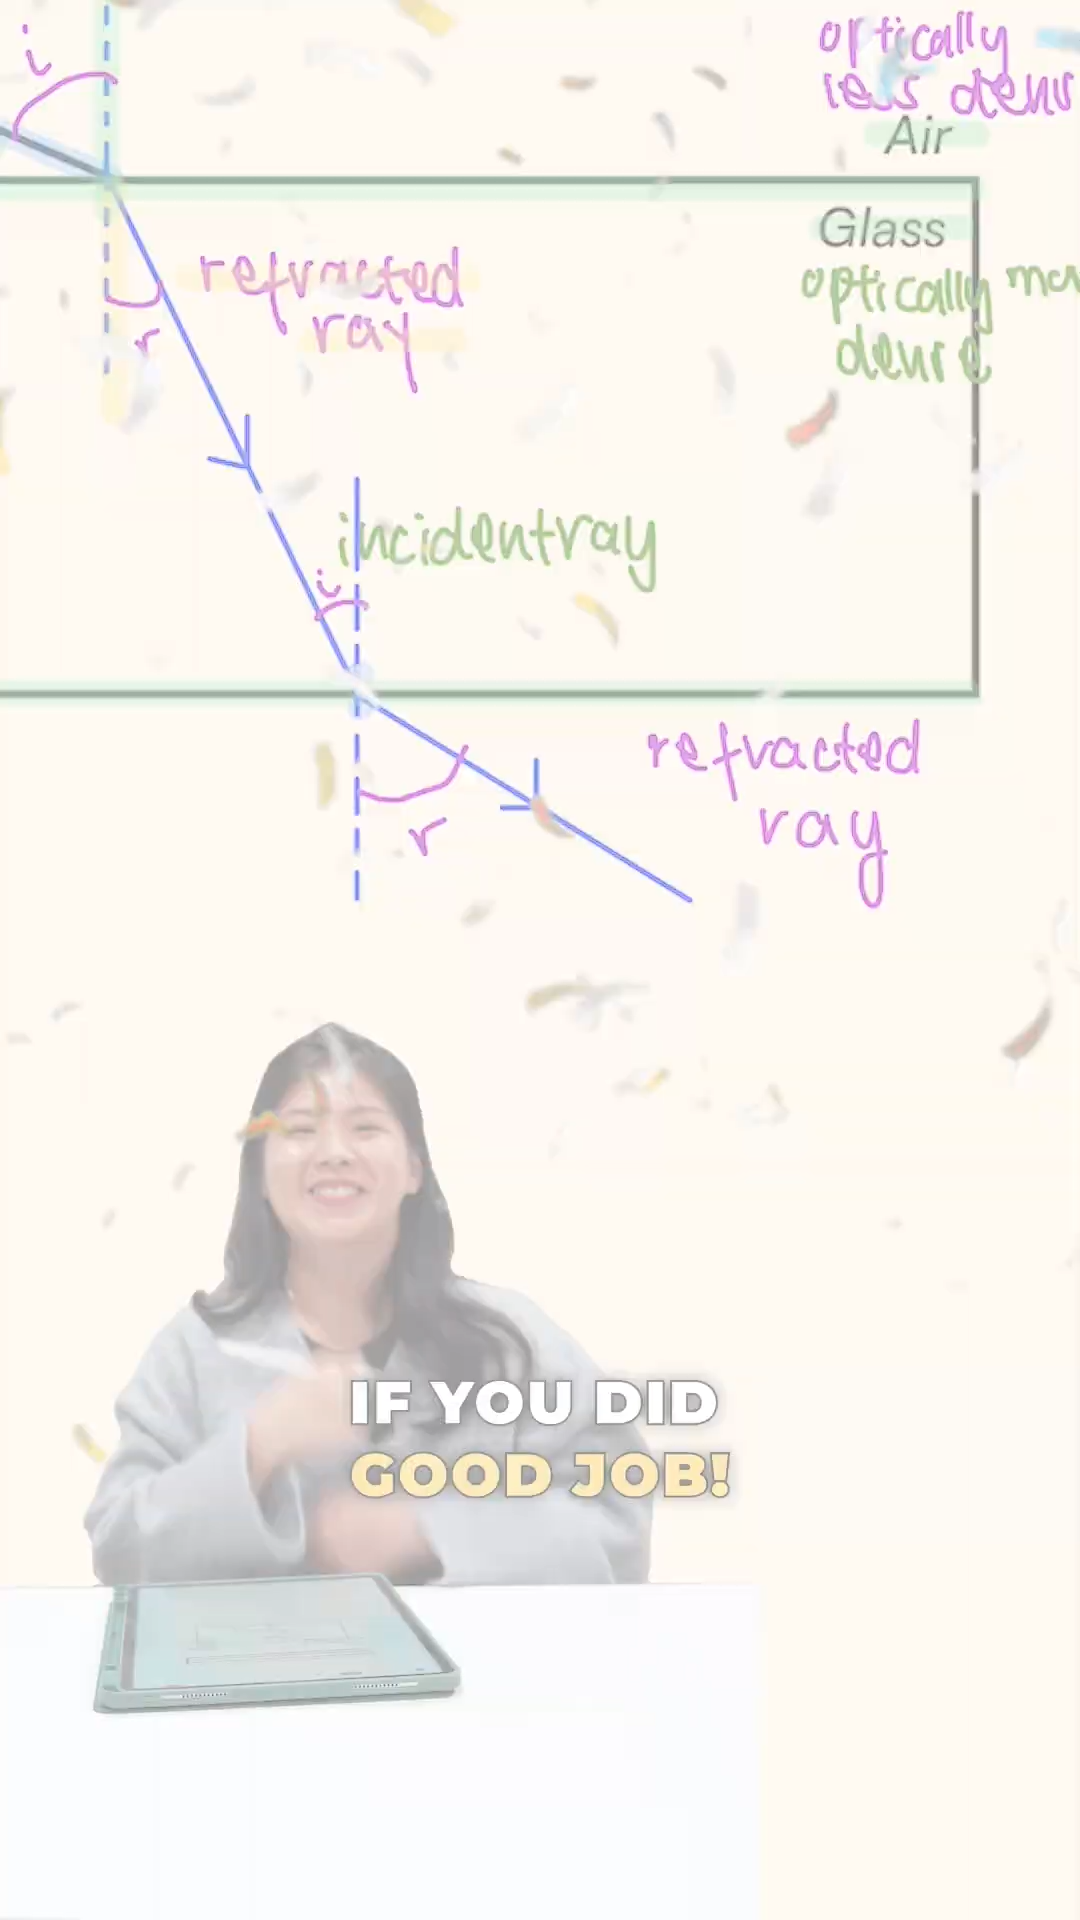 i
optically
less dense
Air
Glass
optically
dense
refracted
ray
r
incident ray
i
refracted
ray
r
IF YOU DID
GOOD JOB!